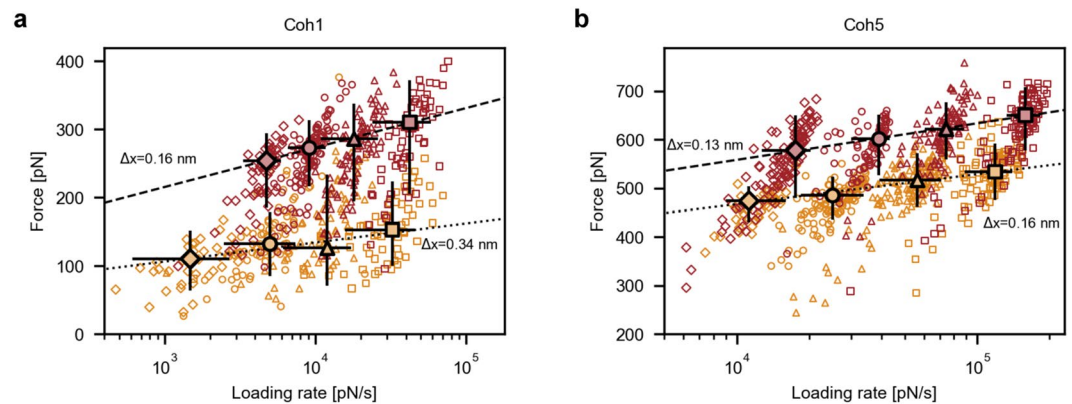 a
Coh1
Force [pN]
400
300
200
100
0
Δx=0.16 nm
Δx=0.34 nm
10³
10⁴
10⁵
Loading rate [pN/s]
b
Coh5
Force [pN]
700
600
500
400
300
200
Δx=0.13 nm
Δx=0.16 nm
10⁴
10⁵
Loading rate [pN/s]